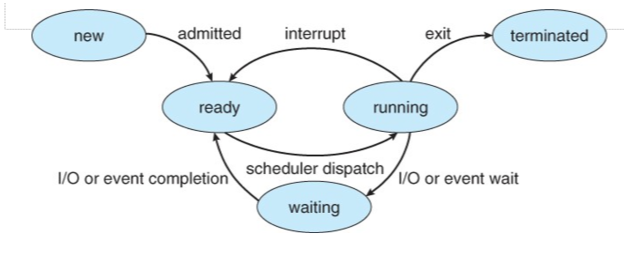 new
admitted
interrupt
exit
terminated
ready
running
scheduler dispatch
I/O or event completion
I/O or event wait
waiting